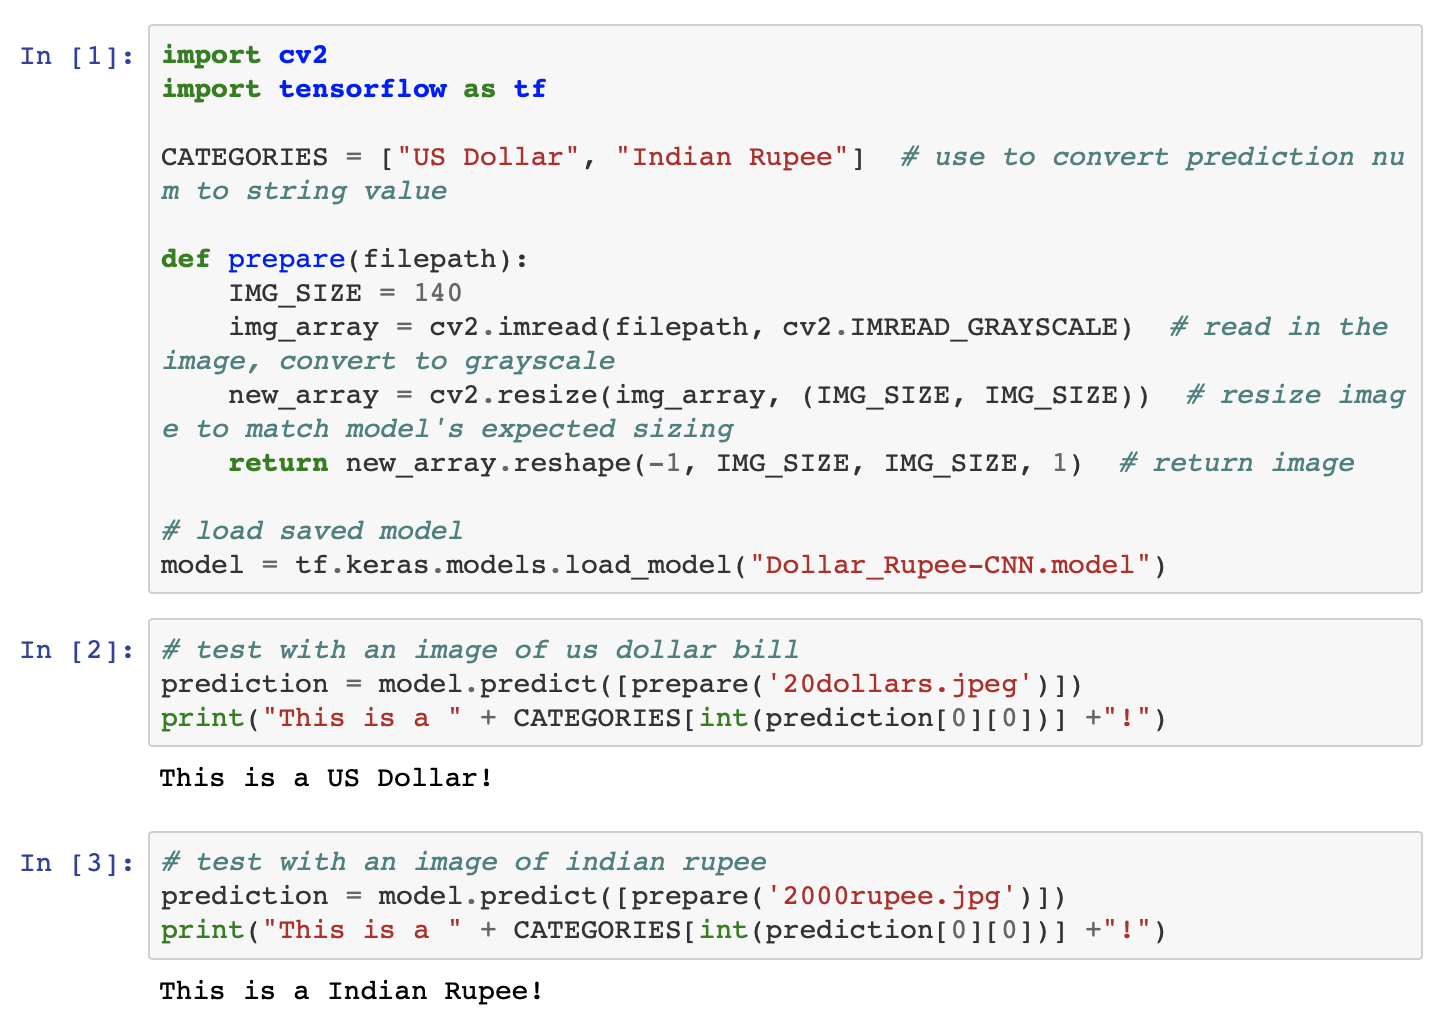 In [1]:
import cv2
import tensorflow as tf
CATEGORIES = ["US Dollar", "Indian Rupee"]  # use to convert prediction nu
m to string value
def prepare(filepath):
    IMG_SIZE = 140
    img_array = cv2.imread(filepath, cv2.IMREAD_GRAYSCALE)  # read in the
image, convert to grayscale
    new_array = cv2.resize(img_array, (IMG_SIZE, IMG_SIZE))  # resize imag
e to match model's expected sizing
    return new_array.reshape(-1, IMG_SIZE, IMG_SIZE, 1)  # return image
# load saved model
model = tf.keras.models.load_model("Dollar_Rupee-CNN.model")
In [2]:
# test with an image of us dollar bill
prediction = model.predict([prepare('20dollars.jpeg')])
print("This is a " + CATEGORIES[int(prediction[0][0])] +"!")
This is a US Dollar!
In [3]:
# test with an image of indian rupee
prediction = model.predict([prepare('2000rupee.jpg')])
print("This is a " + CATEGORIES[int(prediction[0][0])] +"!")
This is a Indian Rupee!